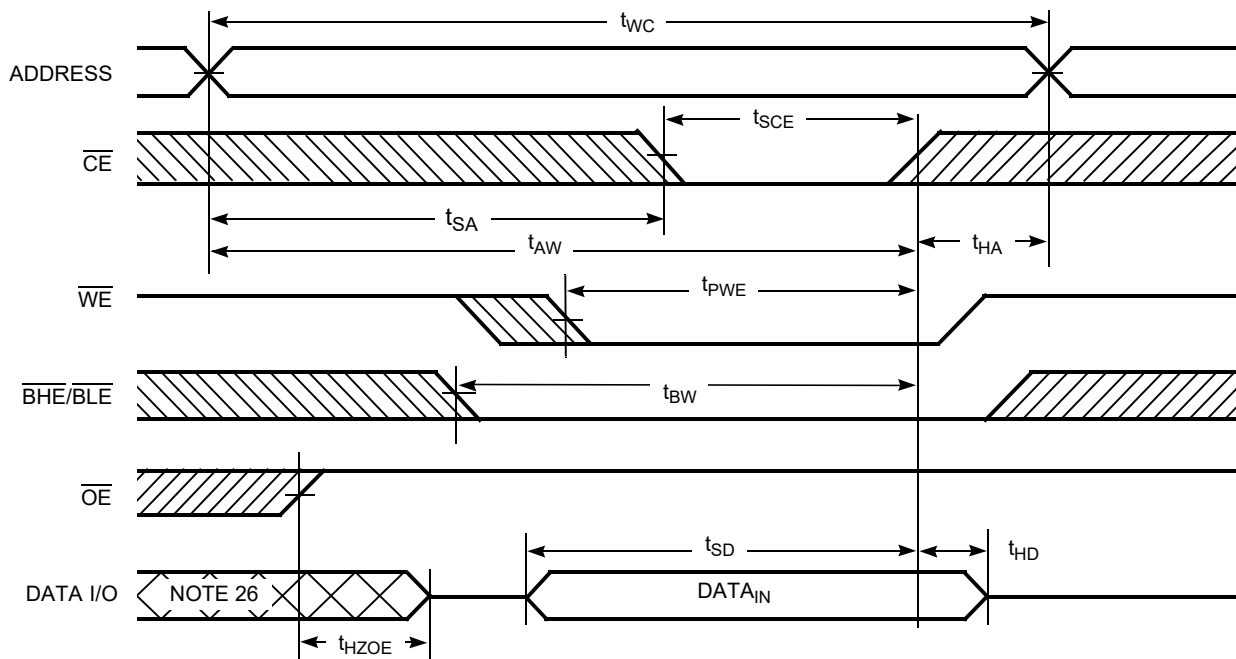 tWC
ADDRESS
tSCE
CE
tSA
tAW
tHA
WE
tPWE
BHE/BLE
tBW
OE
tSD
tHD
DATA I/O
NOTE 26
DATAIN
tHZOE